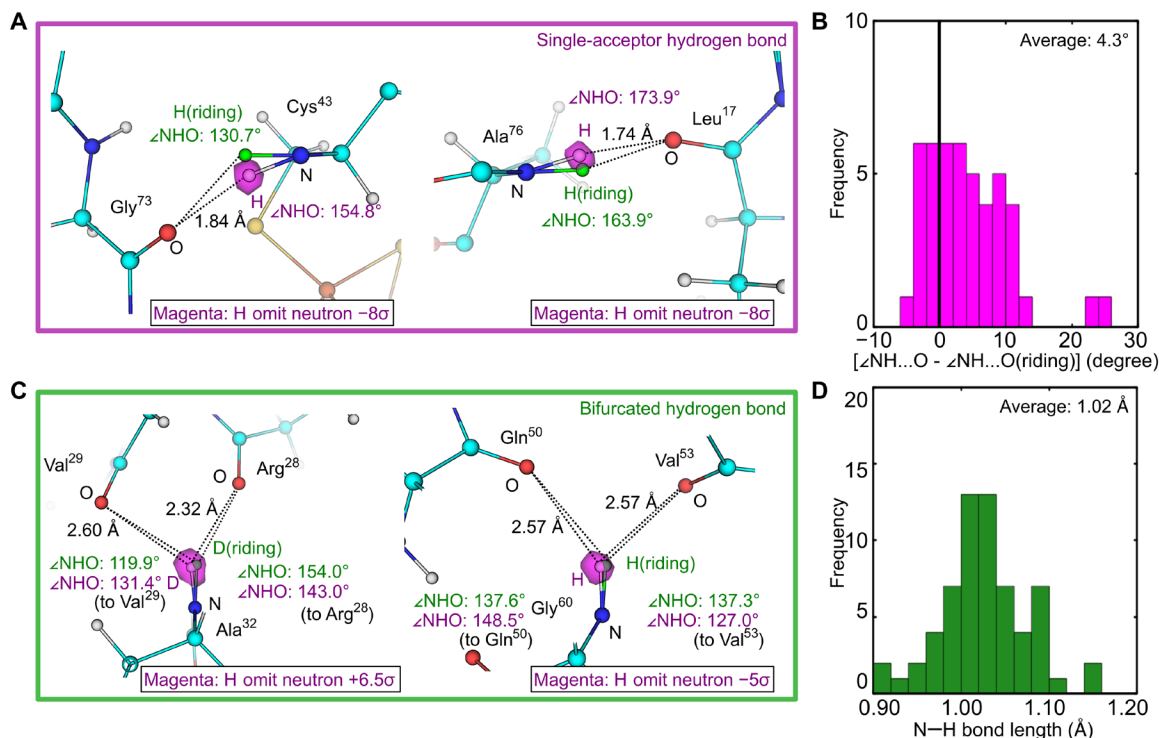 A
Single-acceptor hydrogen bond
H(riding)
∠NHO: 130.7°
Cys43
N
H
∠NHO: 154.8°
Gly73
O
1.84 Å
Magenta: H omit neutron −8σ
∠NHO: 173.9°
H
1.74 Å
Leu17
O
Ala76
N
H(riding)
∠NHO: 163.9°
Magenta: H omit neutron −8σ
B
Average: 4.3°
Frequency
10
5
0
−10
0
10
20
30
[∠NH...O - ∠NH...O(riding)] (degree)
C
Bifurcated hydrogen bond
Val29
O
Arg28
O
2.60 Å
2.32 Å
D(riding)
∠NHO: 119.9°
∠NHO: 131.4°
D
(to Val29)
∠NHO: 154.0°
∠NHO: 143.0°
(to Arg28)
N
Ala32
Magenta: H omit neutron +6.5σ
Gln50
O
Val53
O
2.57 Å
2.57 Å
H
H(riding)
∠NHO: 137.6°
∠NHO: 148.5°
(to Gln50)
Gly60
N
∠NHO: 137.3°
∠NHO: 127.0°
(to Val53)
Magenta: H omit neutron −5σ
D
Average: 1.02 Å
Frequency
20
15
10
5
0
0.90
1.00
1.10
1.20
N−H bond length (Å)